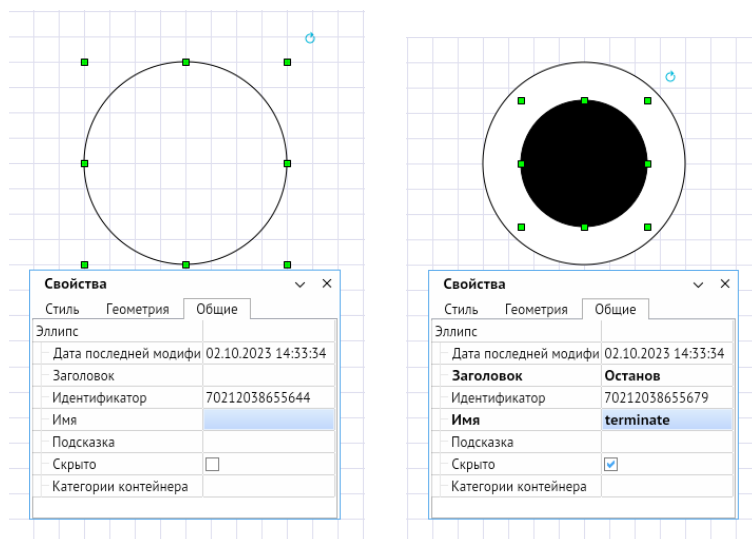 Свойства
Стиль Геометрия Общие
Эллипс
Дата последней модифи 02.10.2023 14:33:34
Заголовок
Идентификатор 70212038655644
Имя
Подсказка
Скрыто
Категории контейнера
Свойства
Стиль Геометрия Общие
Эллипс
Дата последней модифи 02.10.2023 14:33:34
Заголовок Останов
Идентификатор 70212038655679
Имя terminate
Подсказка
Скрыто
Категории контейнера